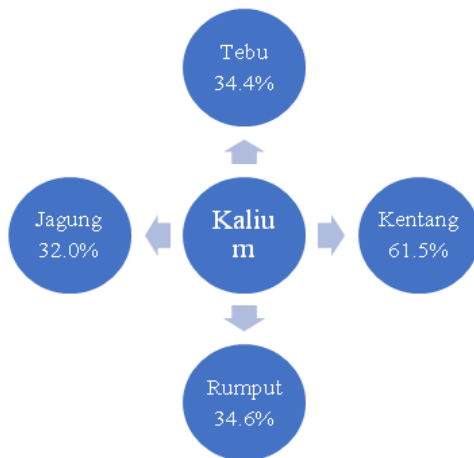 Tebu
34.4%
Jagung
32.0%
Kaliu
m
Kentang
61.5%
Rumput
34.6%